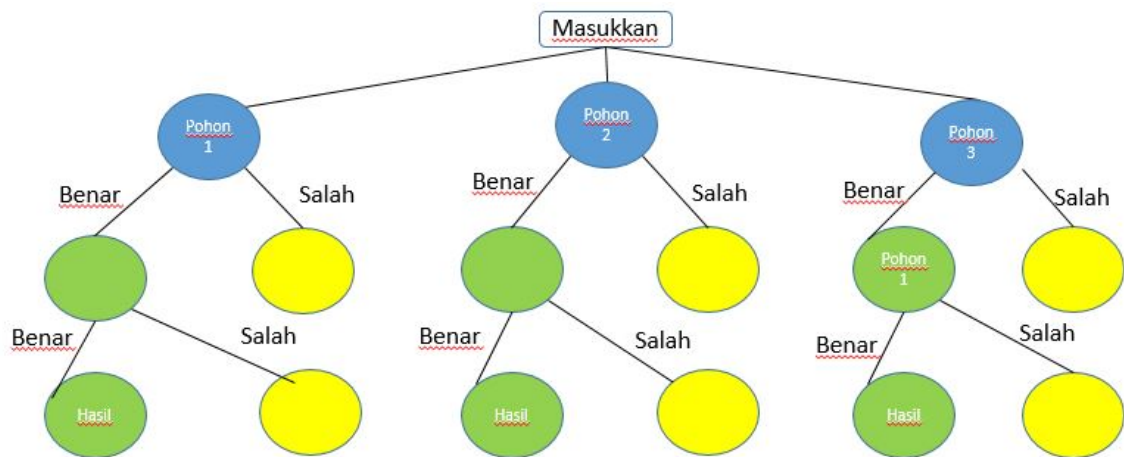 Masukkan
Pohon
1
Pohon
2
Pohon
3
Benar
Salah
Benar
Salah
Benar
Salah
Pohon
1
Benar
Salah
Benar
Salah
Benar
Salah
Hasil
Hasil
Hasil